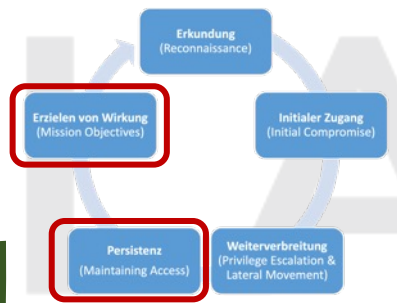 Erkundung
(Reconnaissance)
Initialer Zugang
(Initial Compromise)
Weiterverbreitung
(Privilege Escalation &
Lateral Movement)
Persistenz
(Maintaining Access)
Erzielen von Wirkung
(Mission Objectives)